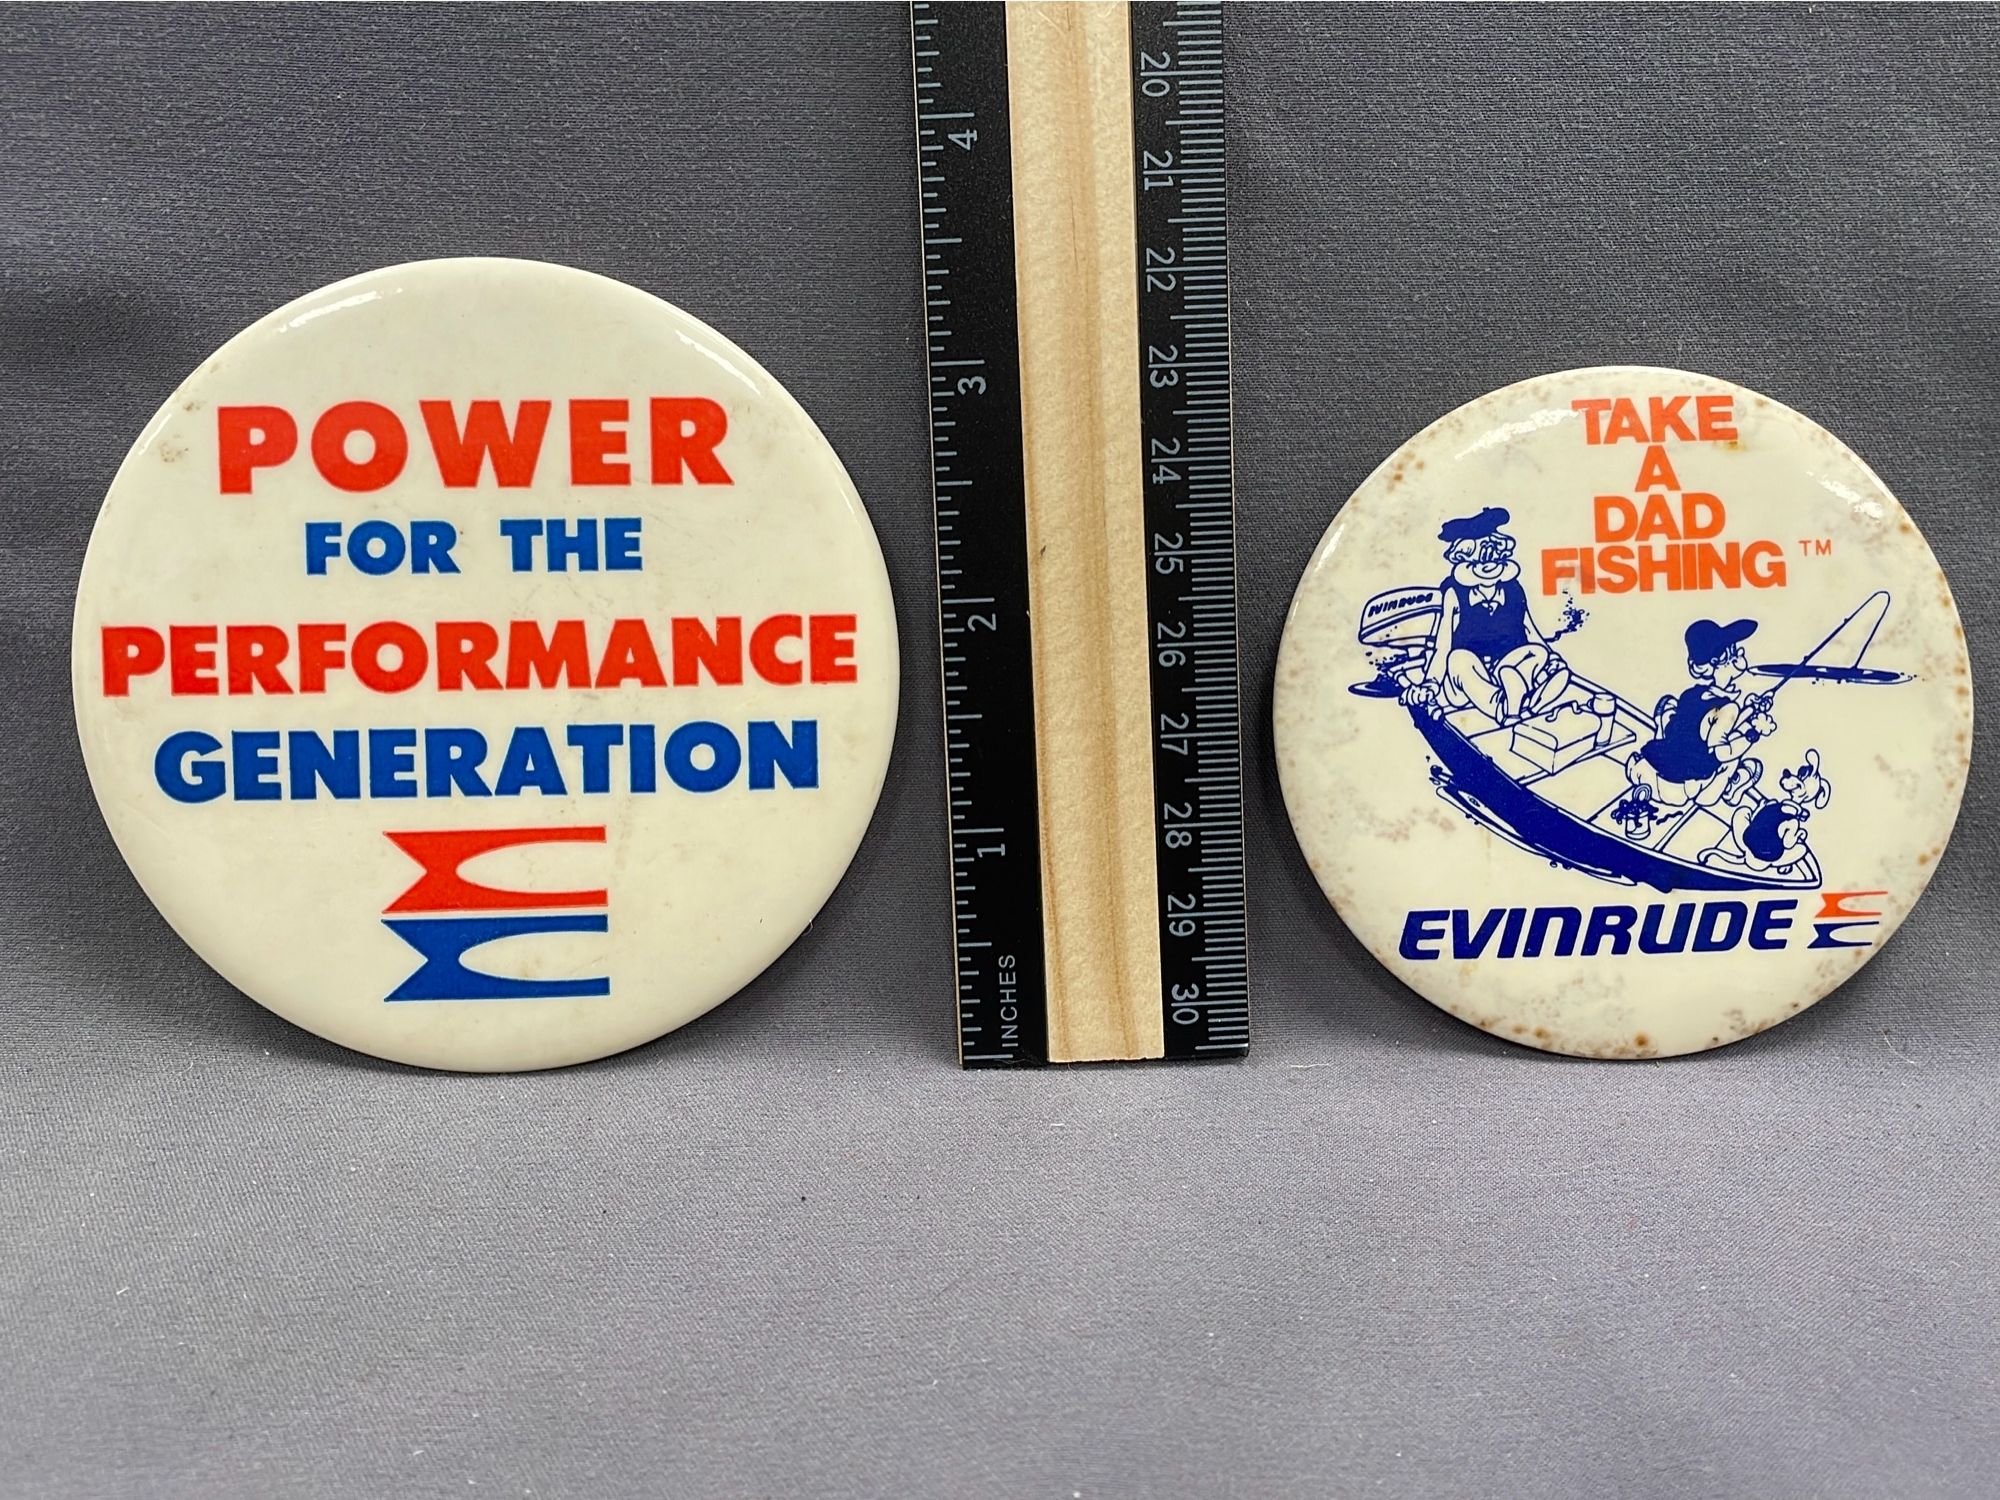 POWER
FOR THE
PERFORMANCE
GENERATION
4
3
2
1
INCHES
20
21
22
23
24
25
26
27
28
29
30
TAKE
A
DAD
FISHING ™
EVINRUDE
EVINRUDE